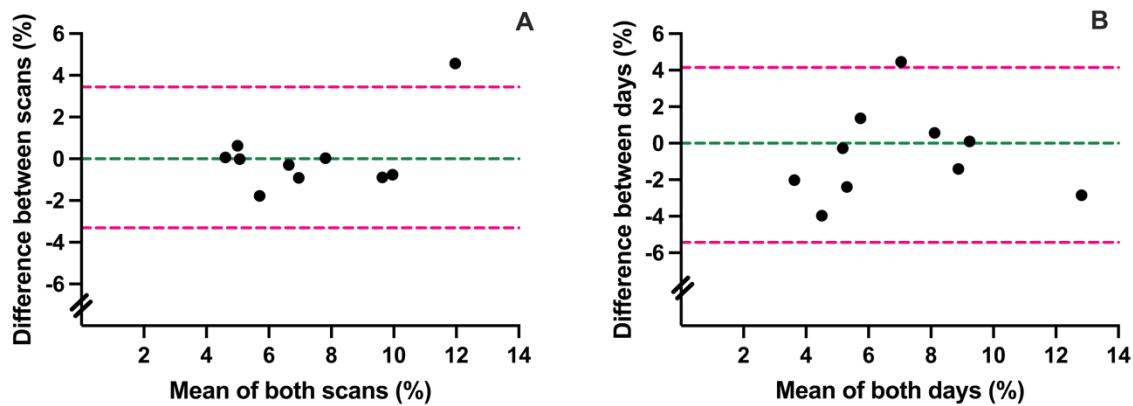 A
Difference between scans (%)
6
4
2
0
-2
-4
-6
2 4 6 8 10 12 14
Mean of both scans (%)
B
Difference between days (%)
6
4
2
0
-2
-4
-6
2 4 6 8 10 12 14
Mean of both days (%)